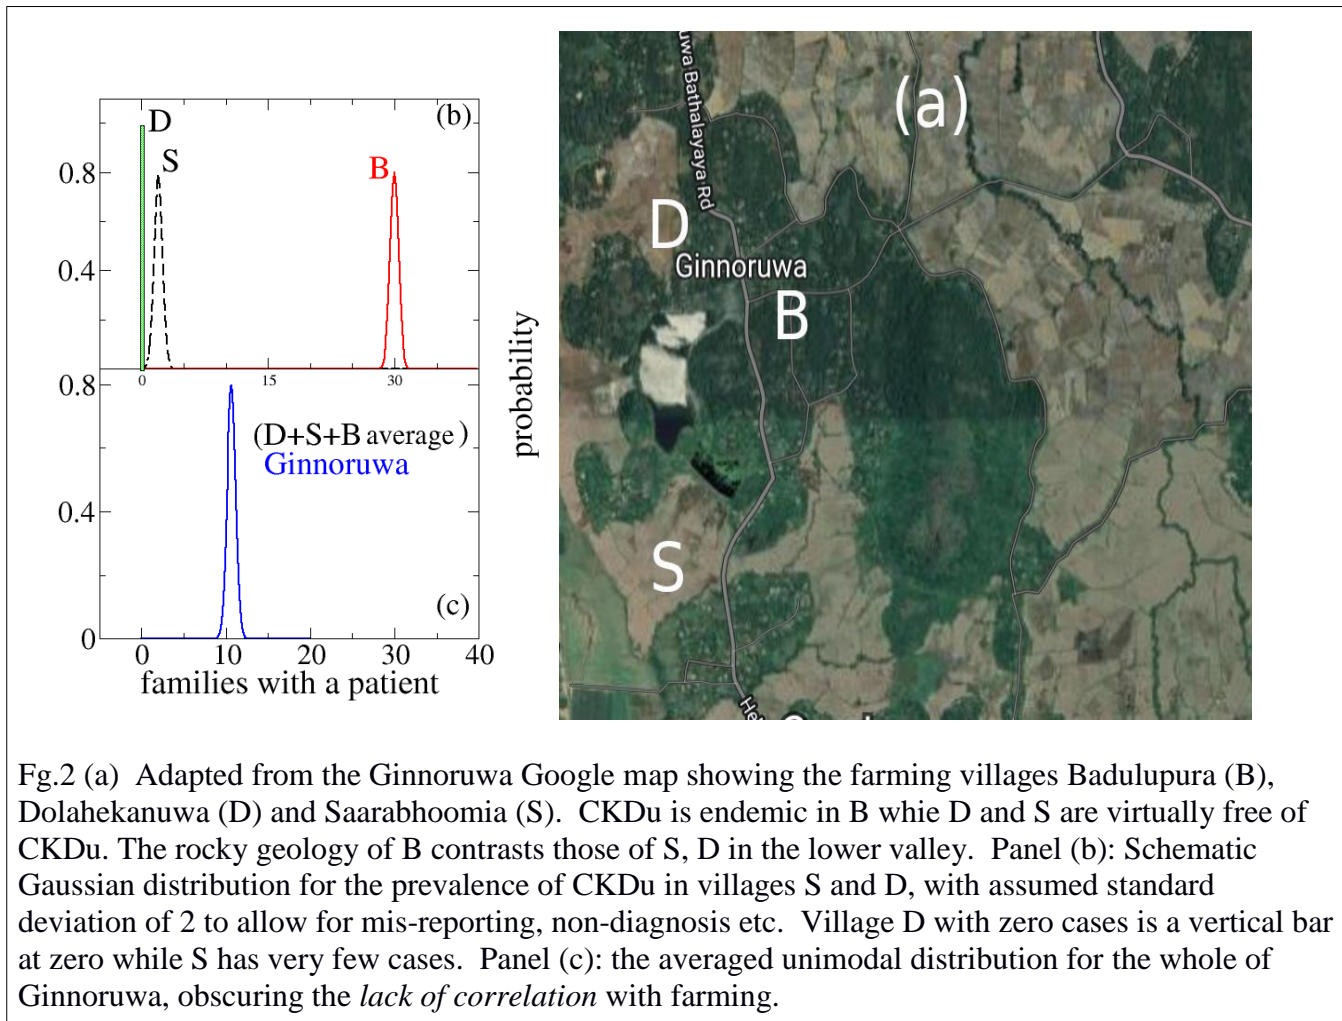 (b)
D
S
B
0.8
0.4
0
15
30
0.8
0.4
0
(D+S+B average)
Ginnoruwa
(c)
0
10
20
30
40
families with a patient
probability
(a)
uwa Bathalayaya Rd
D
Ginnoruwa
B
S
Fg.2 (a) Adapted from the Ginnoruwa Google map showing the farming villages Badulupura (B),
Dolahekanuwa (D) and Saarabhoomia (S). CKDu is endemic in B whie D and S are virtually free of
CKDu. The rocky geology of B contrasts those of S, D in the lower valley. Panel (b): Schematic
Gaussian distribution for the prevalence of CKDu in villages S and D, with assumed standard
deviation of 2 to allow for mis-reporting, non-diagnosis etc. Village D with zero cases is a vertical bar
at zero while S has very few cases. Panel (c): the averaged unimodal distribution for the whole of
Ginnoruwa, obscuring the lack of correlation with farming.